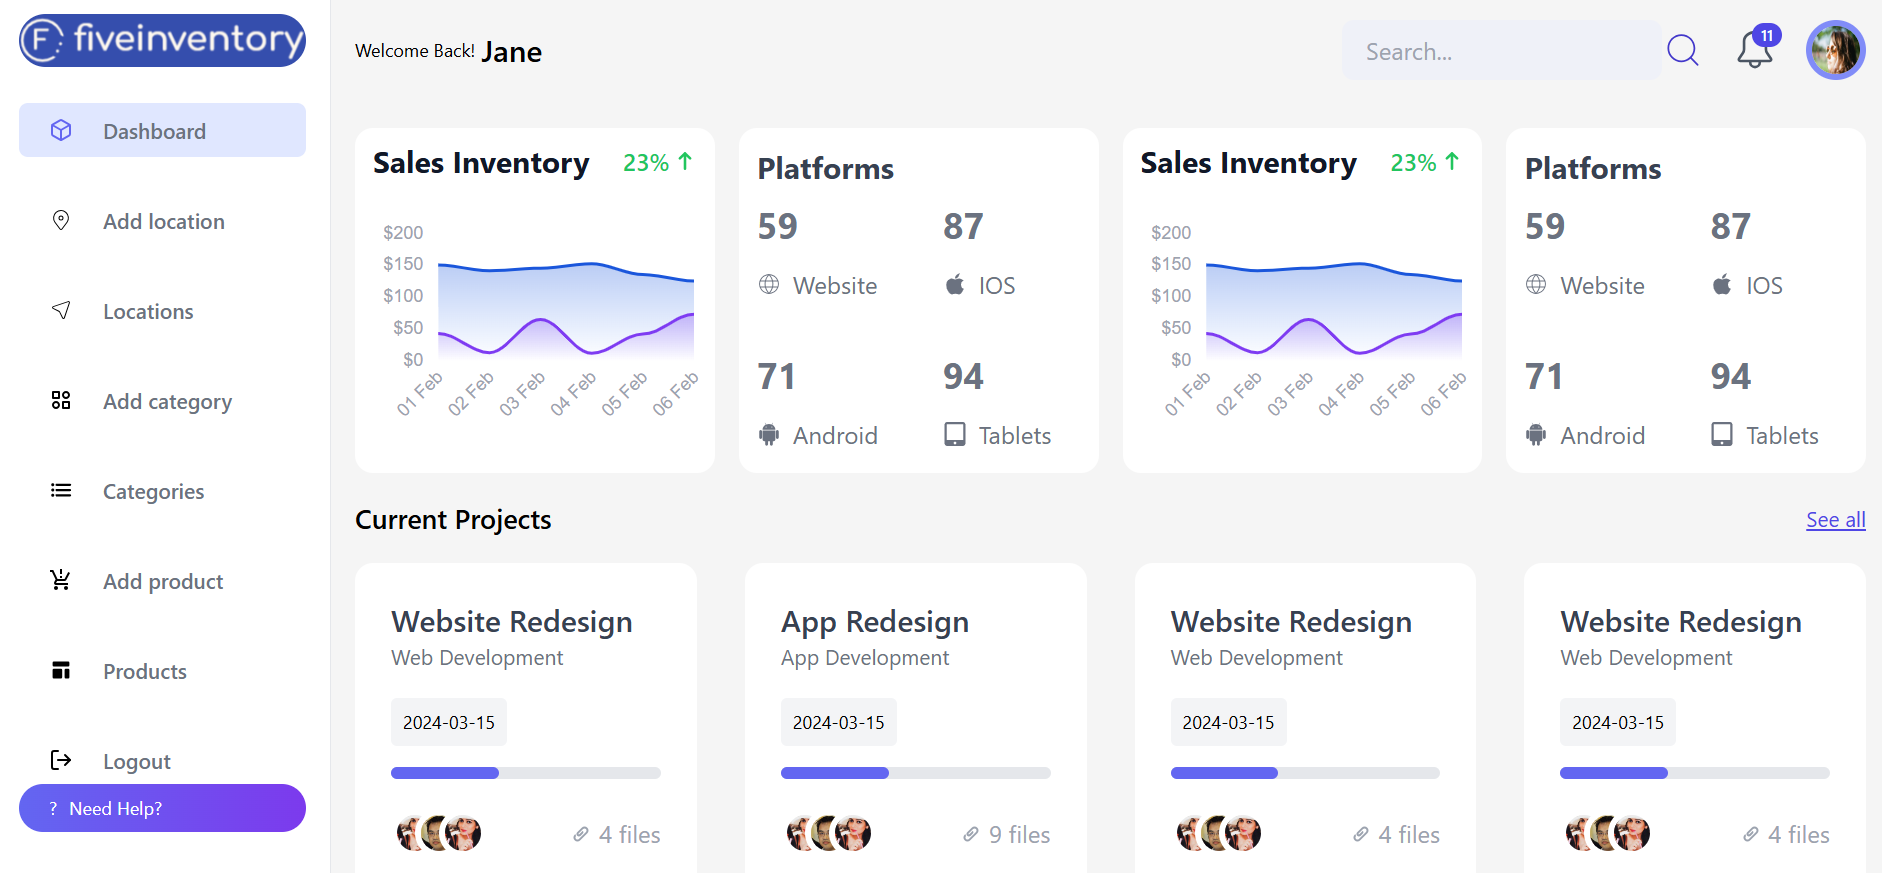 fiveinventory
Welcome Back! Jane
Search...
11
Dashboard
Add location
Locations
Add category
Categories
Add product
Products
Logout
? Need Help?
Sales Inventory 23%
$200
$150
$100
$50
$0
01 Feb 02 Feb 03 Feb 04 Feb 05 Feb 06 Feb
Platforms
59 87
Website IOS
71 94
Android Tablets
Sales Inventory 23%
$200
$150
$100
$50
$0
01 Feb 02 Feb 03 Feb 04 Feb 05 Feb 06 Feb
Platforms
59 87
Website IOS
71 94
Android Tablets
Current Projects
See all
Website Redesign
Web Development
2024-03-15
4 files
App Redesign
App Development
2024-03-15
9 files
Website Redesign
Web Development
2024-03-15
4 files
Website Redesign
Web Development
2024-03-15
4 files